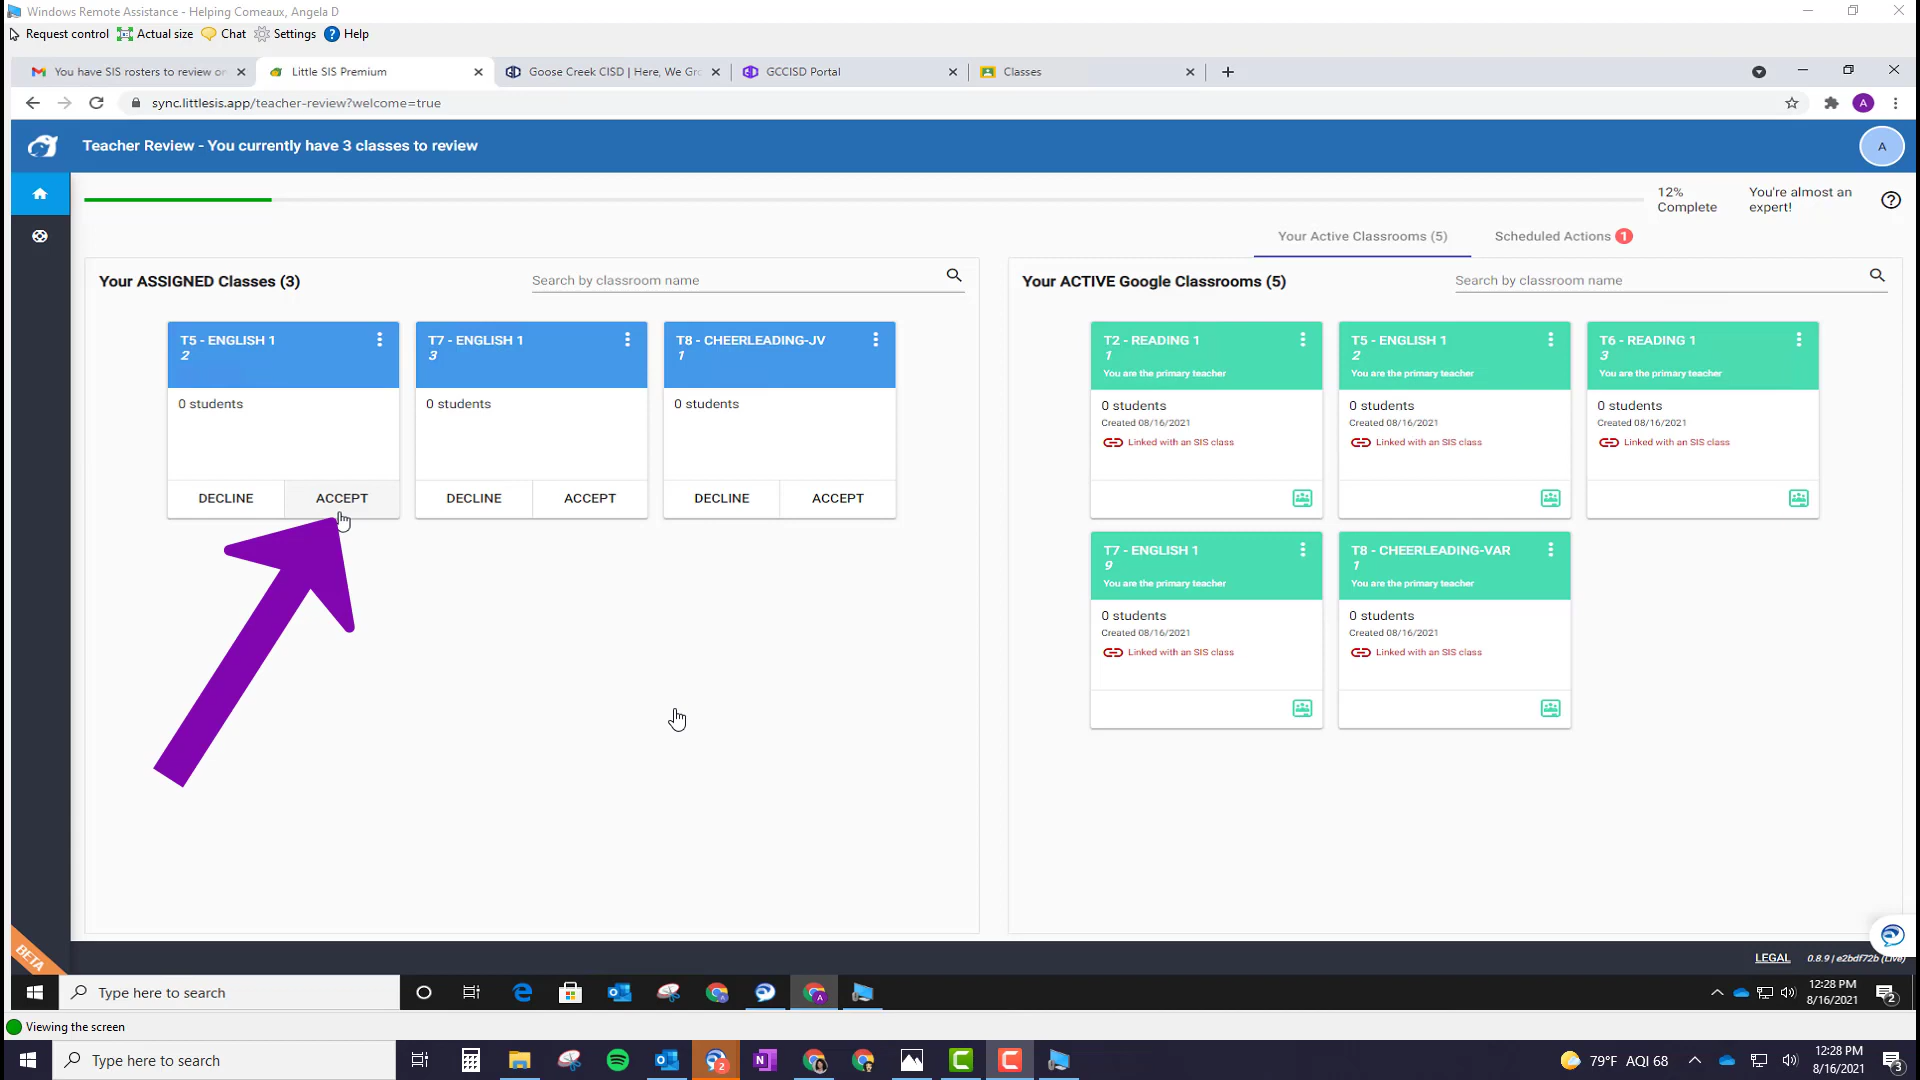 Windows Remote Assistance - Helping Comeaux, Angela D
Request control Actual size Chat Settings ? Help
You have SIS rosters to review or
Little SIS Premium
Goose Creek CISD | Here, We Gr
GCCISD Portal
Classes
sync.littlesis.app/teacher-review?welcome=true
A
Teacher Review - You currently have 3 classes to review
A
12% Complete
You're almost an expert!
?
Your Active Classrooms (5)
Scheduled Actions 1
Your ASSIGNED Classes (3)
Search by classroom name
Your ACTIVE Google Classrooms (5)
Search by classroom name
T5 - ENGLISH 1
2
0 students
DECLINE ACCEPT
T7 - ENGLISH 1
3
0 students
DECLINE ACCEPT
T8 - CHEERLEADING-JV
1
0 students
DECLINE ACCEPT
T2 - READING 1
1
You are the primary teacher
0 students
Created 08/16/2021
Linked with an SIS class
T5 - ENGLISH 1
2
You are the primary teacher
0 students
Created 08/16/2021
Linked with an SIS class
T6 - READING 1
3
You are the primary teacher
0 students
Created 08/16/2021
Linked with an SIS class
T7 - ENGLISH 1
9
You are the primary teacher
0 students
Created 08/16/2021
Linked with an SIS class
T8 - CHEERLEADING-VAR
1
You are the primary teacher
0 students
Created 08/16/2021
Linked with an SIS class
BETA
LEGAL
0.8.9 | e2bdf72b (Live)
Type here to search
A
12:28 PM
8/16/2021
2
Viewing the screen
Type here to search
2
79°F AQI 68
12:28 PM
8/16/2021
3